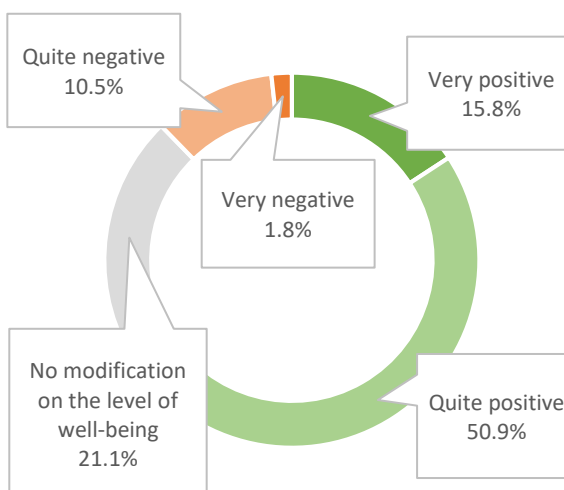 Quite negative
10.5%
Very positive
15.8%
Very negative
1.8%
No modification
on the level of
well-being
21.1%
Quite positive
50.9%